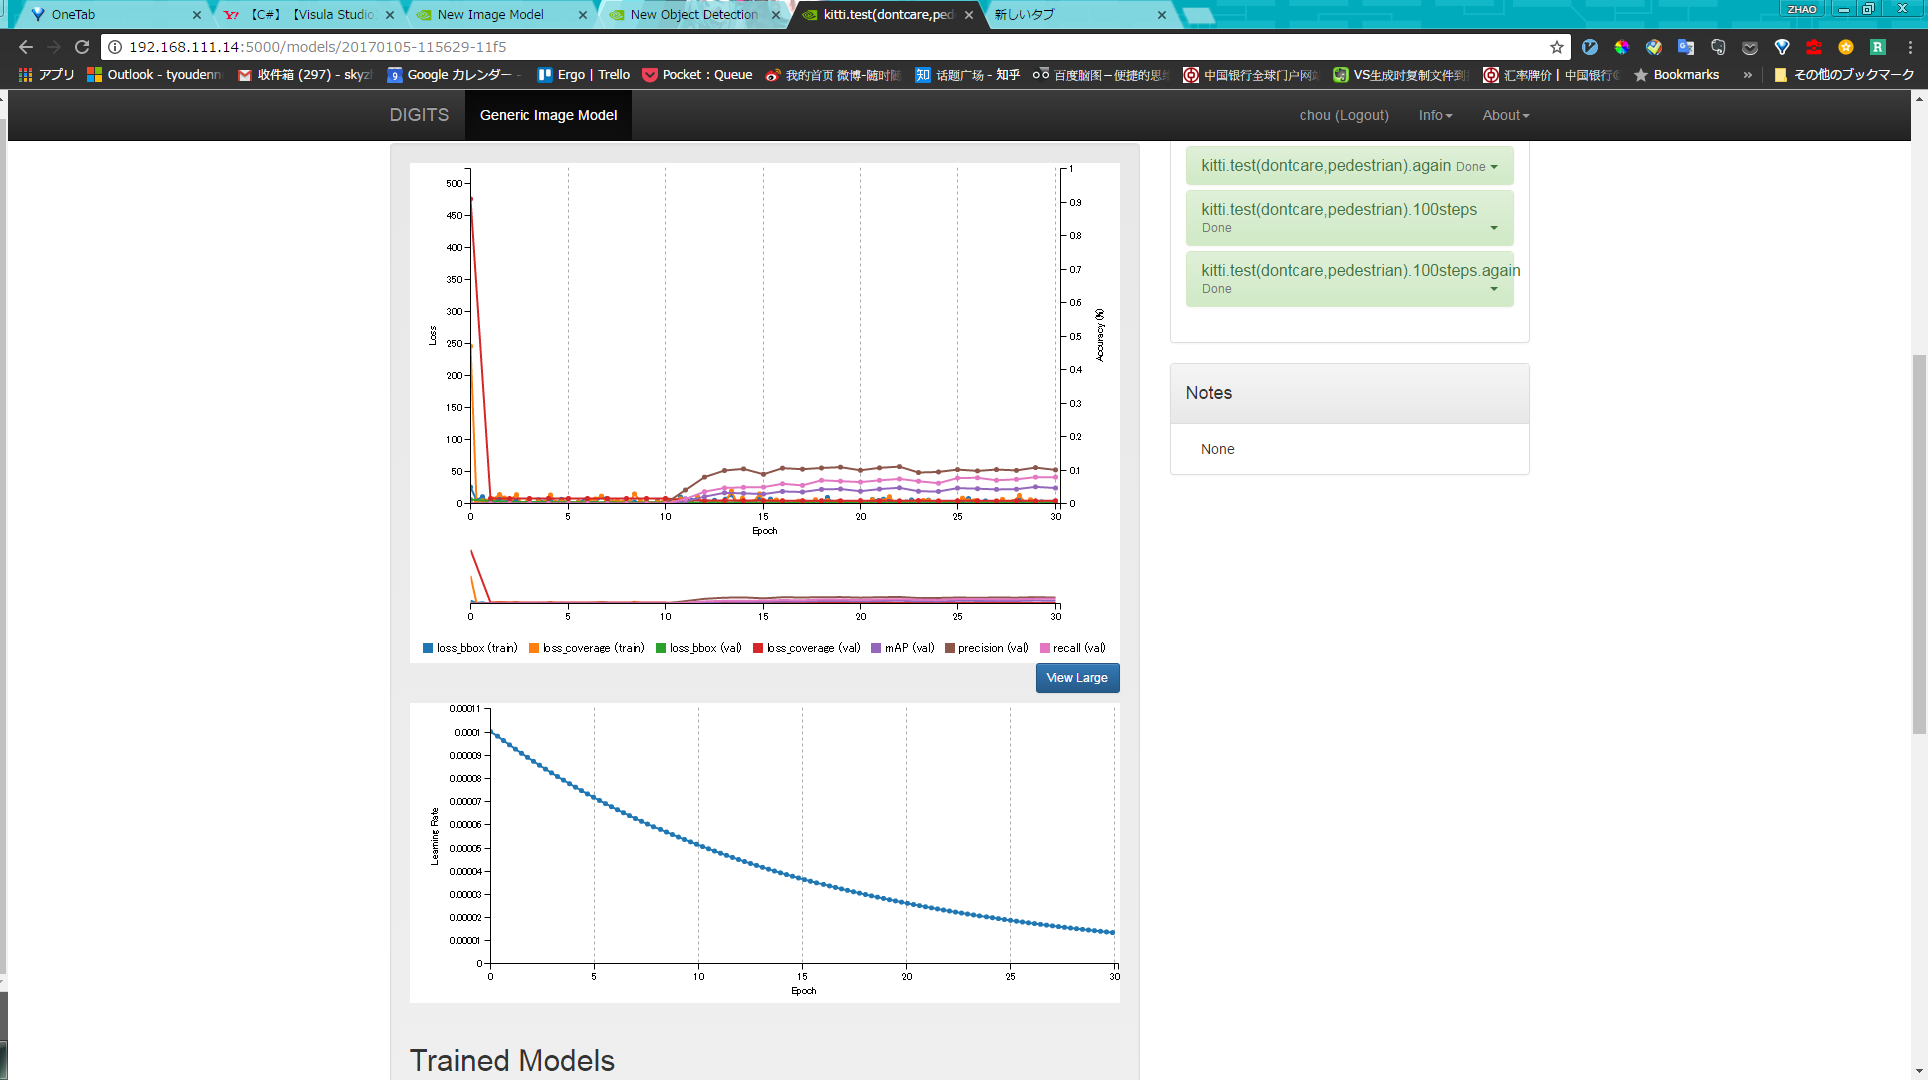 OneTab
【C#】【Visula Studio
New Image Model
New Object Detection
kitti.test(dontcare,ped
新しいタブ
ZHAO
192.168.111.14:5000/models/20170105-115629-11f5
アプリ
Outlook - tyoudenn
收件箱 (297) - skyz
Google カレンダー -
Ergo | Trello
Pocket : Queue
我的首页 微博-随时随
话题广场 - 知乎
百度脑图－便捷的思
中国银行全球门户网
VS生成时复制文件到
汇率牌价 | 中国银行
Bookmarks
»
その他のブックマーク
DIGITS
Generic Image Model
chou (Logout)
Info
About
500
450
400
350
300
250
200
150
100
50
0
Loss
1
0.9
0.8
0.7
0.6
0.5
0.4
0.3
0.2
0.1
0
Accuracy (%)
0 5 10 15 20 25 30
Epoch
0 5 10 15 20 25 30
loss_bbox (train) loss_coverage (train) loss_bbox (val) loss_coverage (val) mAP (val) precision (val) recall (val)
View Large
0.00011
0.0001
0.00009
0.00008
0.00007
0.00006
0.00005
0.00004
0.00003
0.00002
0.00001
0
Learning Rate
0 5 10 15 20 25 30
Epoch
Trained Models
kitti.test(dontcare,pedestrian).again Done
kitti.test(dontcare,pedestrian).100steps
Done
kitti.test(dontcare,pedestrian).100steps.again
Done
Notes
None